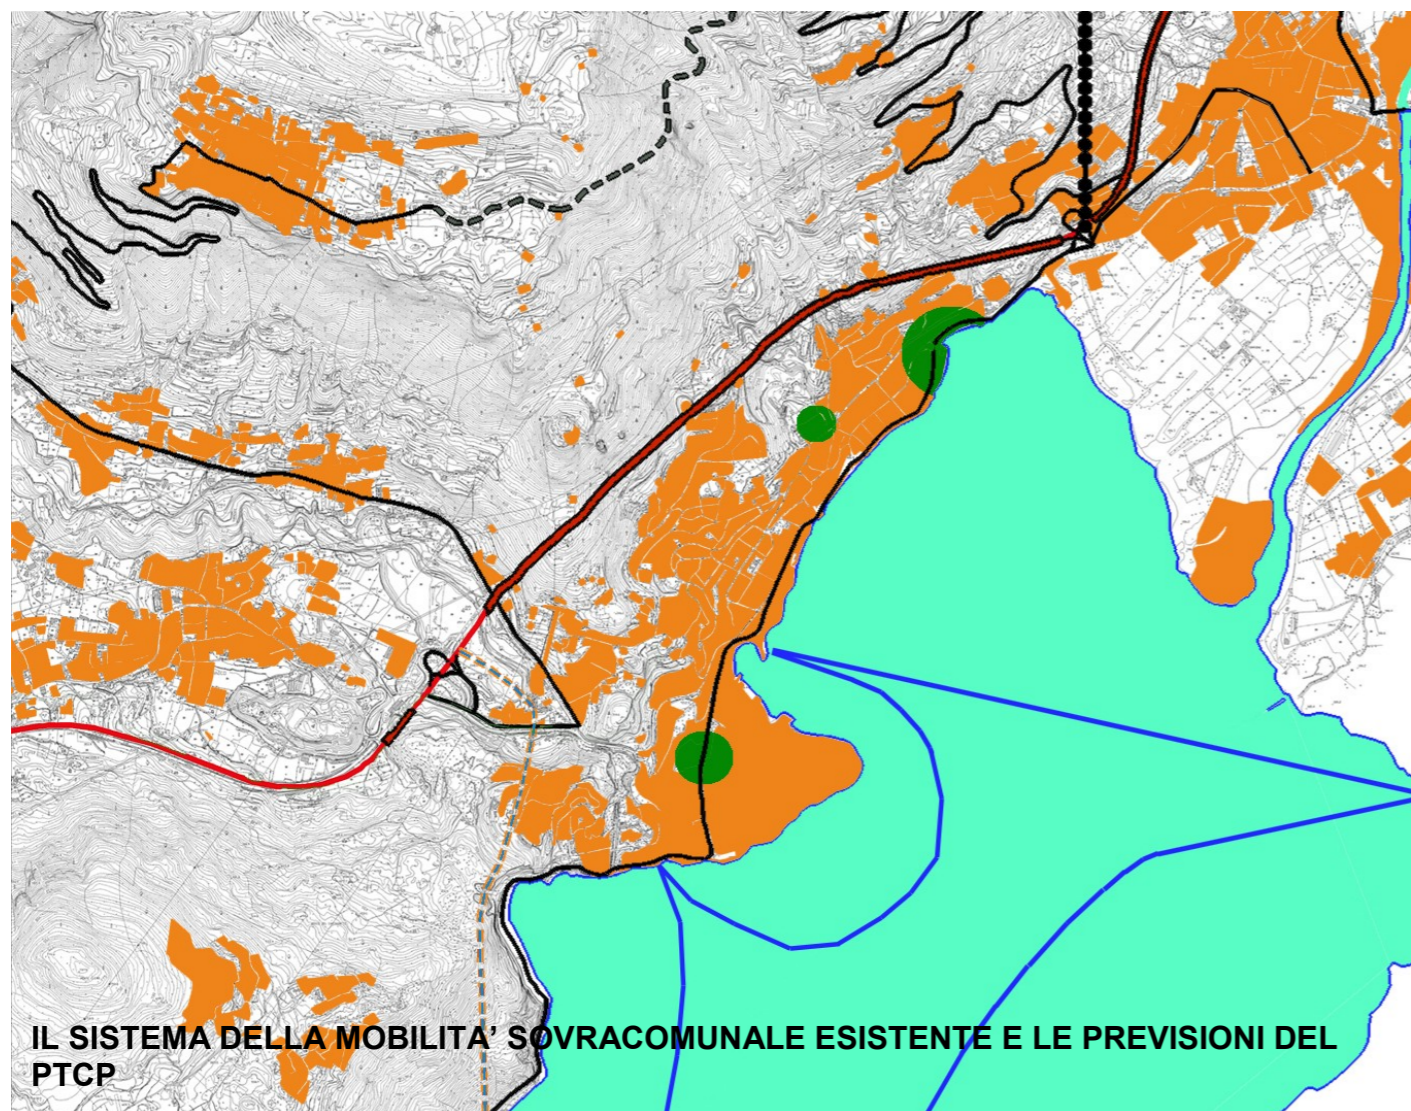 IL SISTEMA DELLA MOBILITA’ SOVRACOMUNALE ESISTENTE E LE PREVISIONI DEL
PTCP